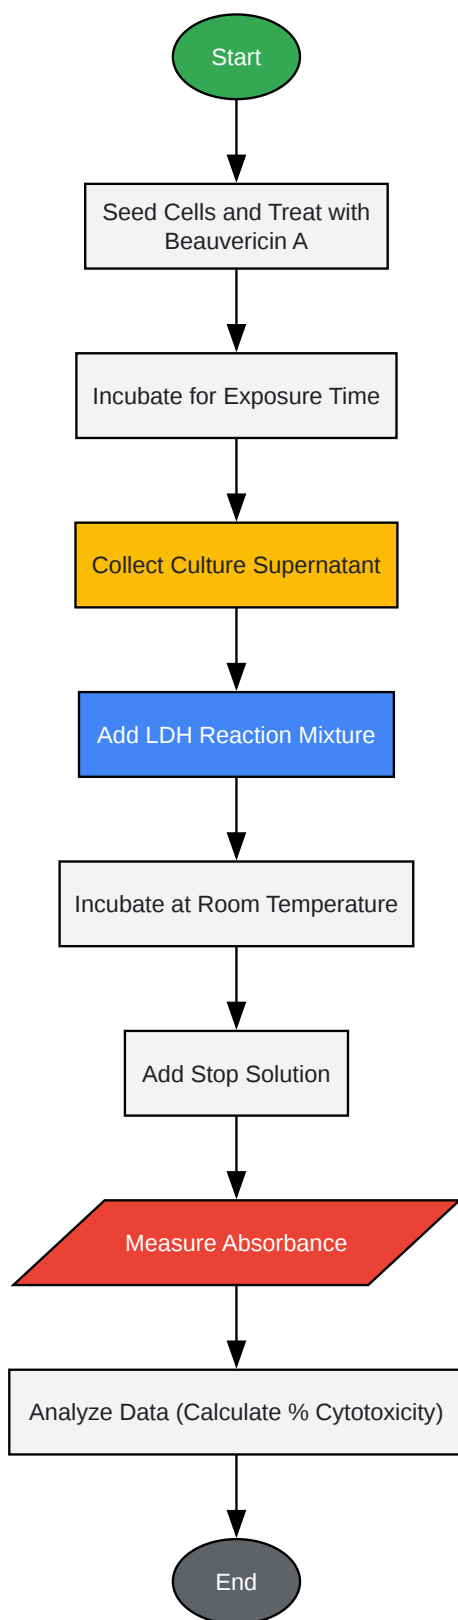 Start
Seed Cells and Treat with
Beauvericin A
Incubate for Exposure Time
Collect Culture Supernatant
Add LDH Reaction Mixture
Incubate at Room Temperature
Add Stop Solution
Measure Absorbance
Analyze Data (Calculate % Cytotoxicity)
End